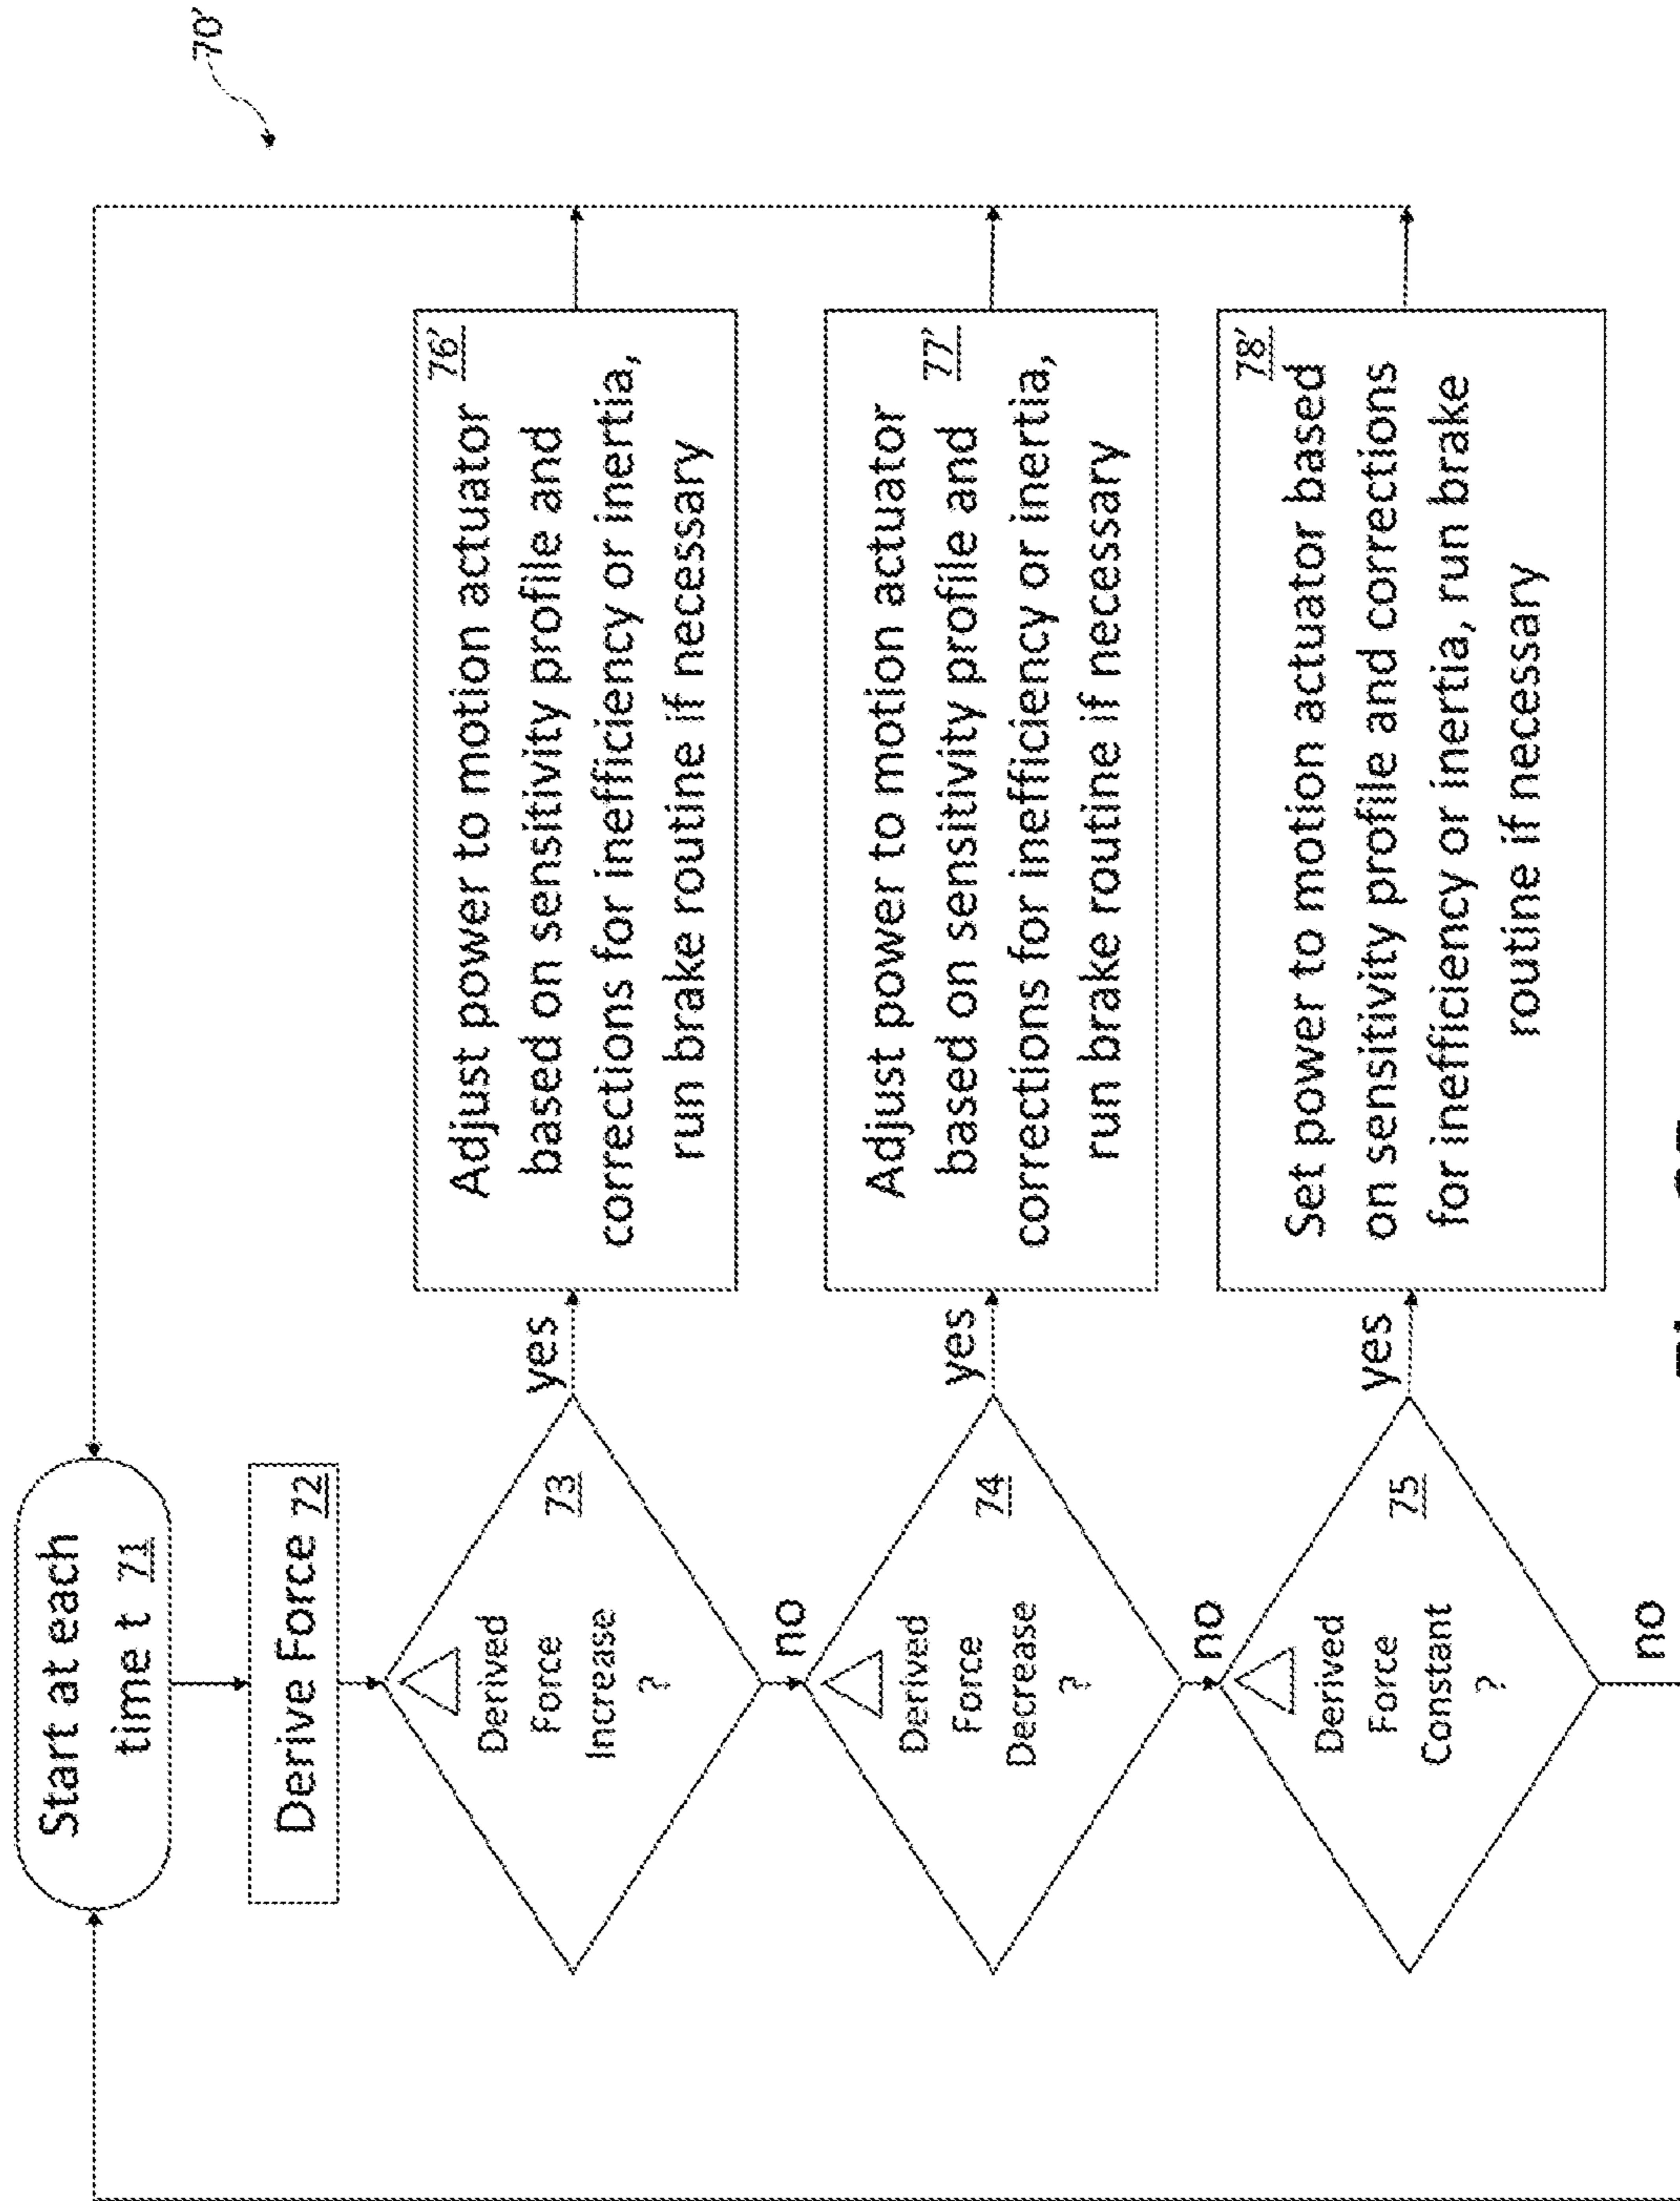 70'
Start at each
time t 71
Derive Force 72
Derived
Force
Increase
?
73
yes
no
Adjust power to motion actuator
based on sensitivity profile and
corrections for inefficiency or inertia,
run brake routine if necessary
76'
Derived
Force
Decrease
?
74
yes
no
Adjust power to motion actuator
based on sensitivity profile and 77'
corrections for inefficiency or inertia,
run brake routine if necessary
Derived
Force
Constant
?
75
yes
no
78'
Set power to motion actuator based
on sensitivity profile and corrections
for inefficiency or inertia, run brake
routine if necessary